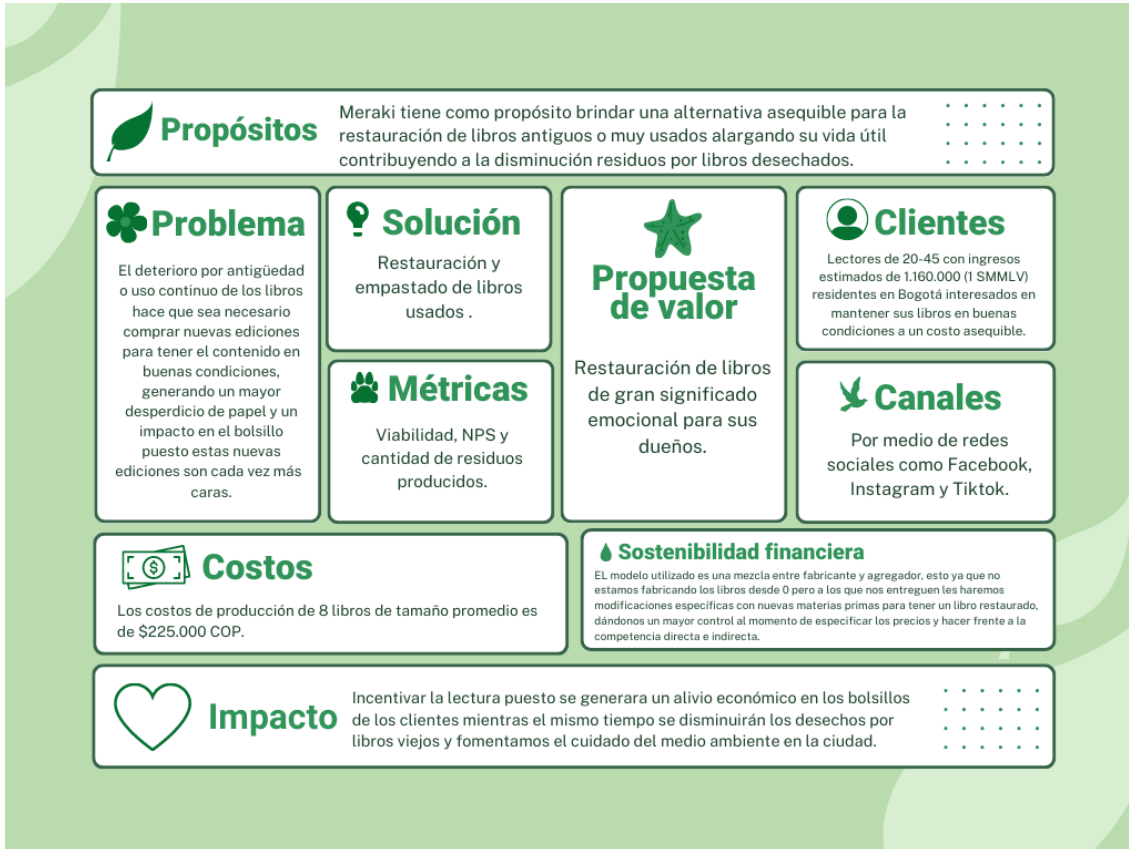 Propósitos
Meraki tiene como propósito brindar una alternativa asequible para la
restauración de libros antiguos o muy usados alargando su vida útil
contribuyendo a la disminución residuos por libros desechados.
Problema
El deterioro por antigüedad
o uso continuo de los libros
hace que sea necesario
comprar nuevas ediciones
para tener el contenido en
buenas condiciones,
generando un mayor
desperdicio de papel y un
impacto en el bolsillo
puesto estas nuevas
ediciones son cada vez más
caras.
Solución
Restauración y
empastado de libros
usados .
Métricas
Viabilidad, NPS y
cantidad de residuos
producidos.
Propuesta
de valor
Restauración de libros
de gran significado
emocional para sus
dueños.
Clientes
Lectores de 20-45 con ingresos
estimados de 1.160.000 (1 SMMLV)
residentes en Bogotá interesados en
mantener sus libros en buenas
condiciones a un costo asequible.
Canales
Por medio de redes
sociales como Facebook,
Instagram y Tiktok.
Costos
Los costos de producción de 8 libros de tamaño promedio es
de $225.000 COP.
Sostenibilidad financiera
EL modelo utilizado es una mezcla entre fabricante y agregador, esto ya que no
estamos fabricando los libros desde 0 pero a los que nos entreguen les haremos
modificaciones específicas con nuevas materias primas para tener un libro restaurado,
dándonos un mayor control al momento de especificar los precios y hacer frente a la
competencia directa e indirecta.
Impacto
Incentivar la lectura puesto se generara un alivio económico en los bolsillos
de los clientes mientras el mismo tiempo se disminuirán los desechos por
libros viejos y fomentamos el cuidado del medio ambiente en la ciudad.